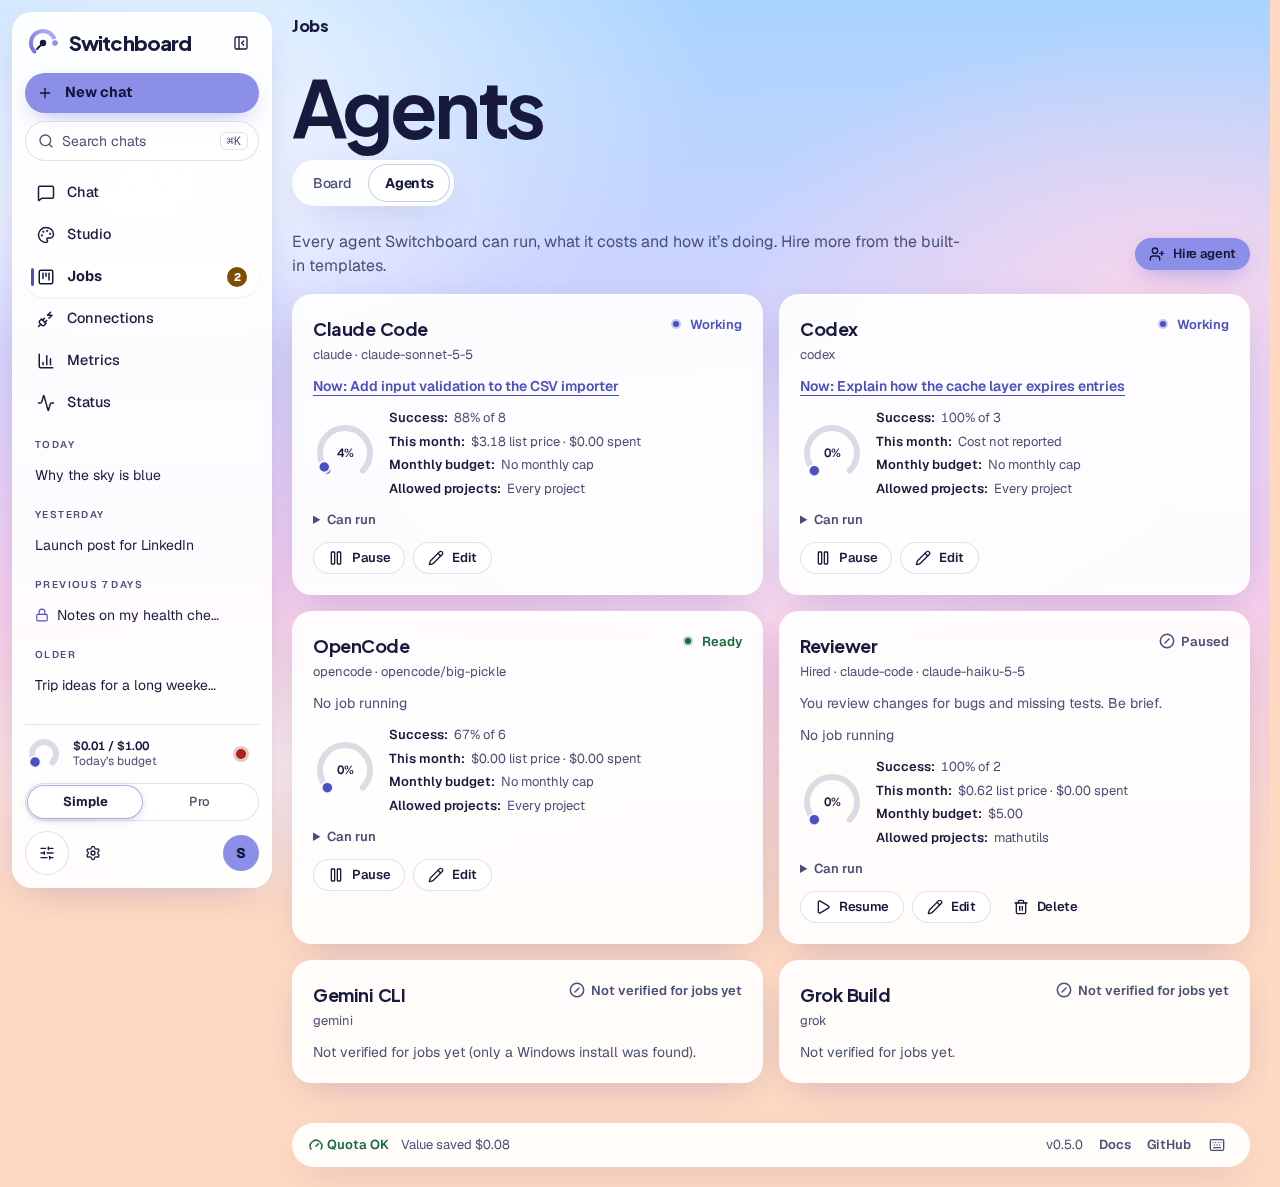 Switchboard
New chat
Search chats
⌘K
Chat
Studio
Jobs
2
Connections
Metrics
Status
TODAY
Why the sky is blue
YESTERDAY
Launch post for LinkedIn
PREVIOUS 7 DAYS
Notes on my health che...
OLDER
Trip ideas for a long weeke...
$0.01 / $1.00
Today's budget
Simple
Pro
S
Jobs
Agents
Board
Agents
Every agent Switchboard can run, what it costs and how it's doing. Hire more from the built-
in templates.
Hire agent
Claude Code
Working
claude · claude-sonnet-5-5
Now: Add input validation to the CSV importer
4%
Success: 88% of 8
This month: $3.18 list price · $0.00 spent
Monthly budget: No monthly cap
Allowed projects: Every project
Can run
Pause
Edit
Codex
Working
codex
Now: Explain how the cache layer expires entries
0%
Success: 100% of 3
This month: Cost not reported
Monthly budget: No monthly cap
Allowed projects: Every project
Can run
Pause
Edit
OpenCode
Ready
opencode · opencode/big-pickle
No job running
0%
Success: 67% of 6
This month: $0.00 list price · $0.00 spent
Monthly budget: No monthly cap
Allowed projects: Every project
Can run
Pause
Edit
Reviewer
Paused
Hired · claude-code · claude-haiku-5-5
You review changes for bugs and missing tests. Be brief.
No job running
0%
Success: 100% of 2
This month: $0.62 list price · $0.00 spent
Monthly budget: $5.00
Allowed projects: mathutils
Can run
Resume
Edit
Delete
Gemini CLI
Not verified for jobs yet
gemini
Not verified for jobs yet (only a Windows install was found).
Grok Build
Not verified for jobs yet
grok
Not verified for jobs yet.
Quota OK
Value saved $0.08
v0.5.0
Docs
GitHub